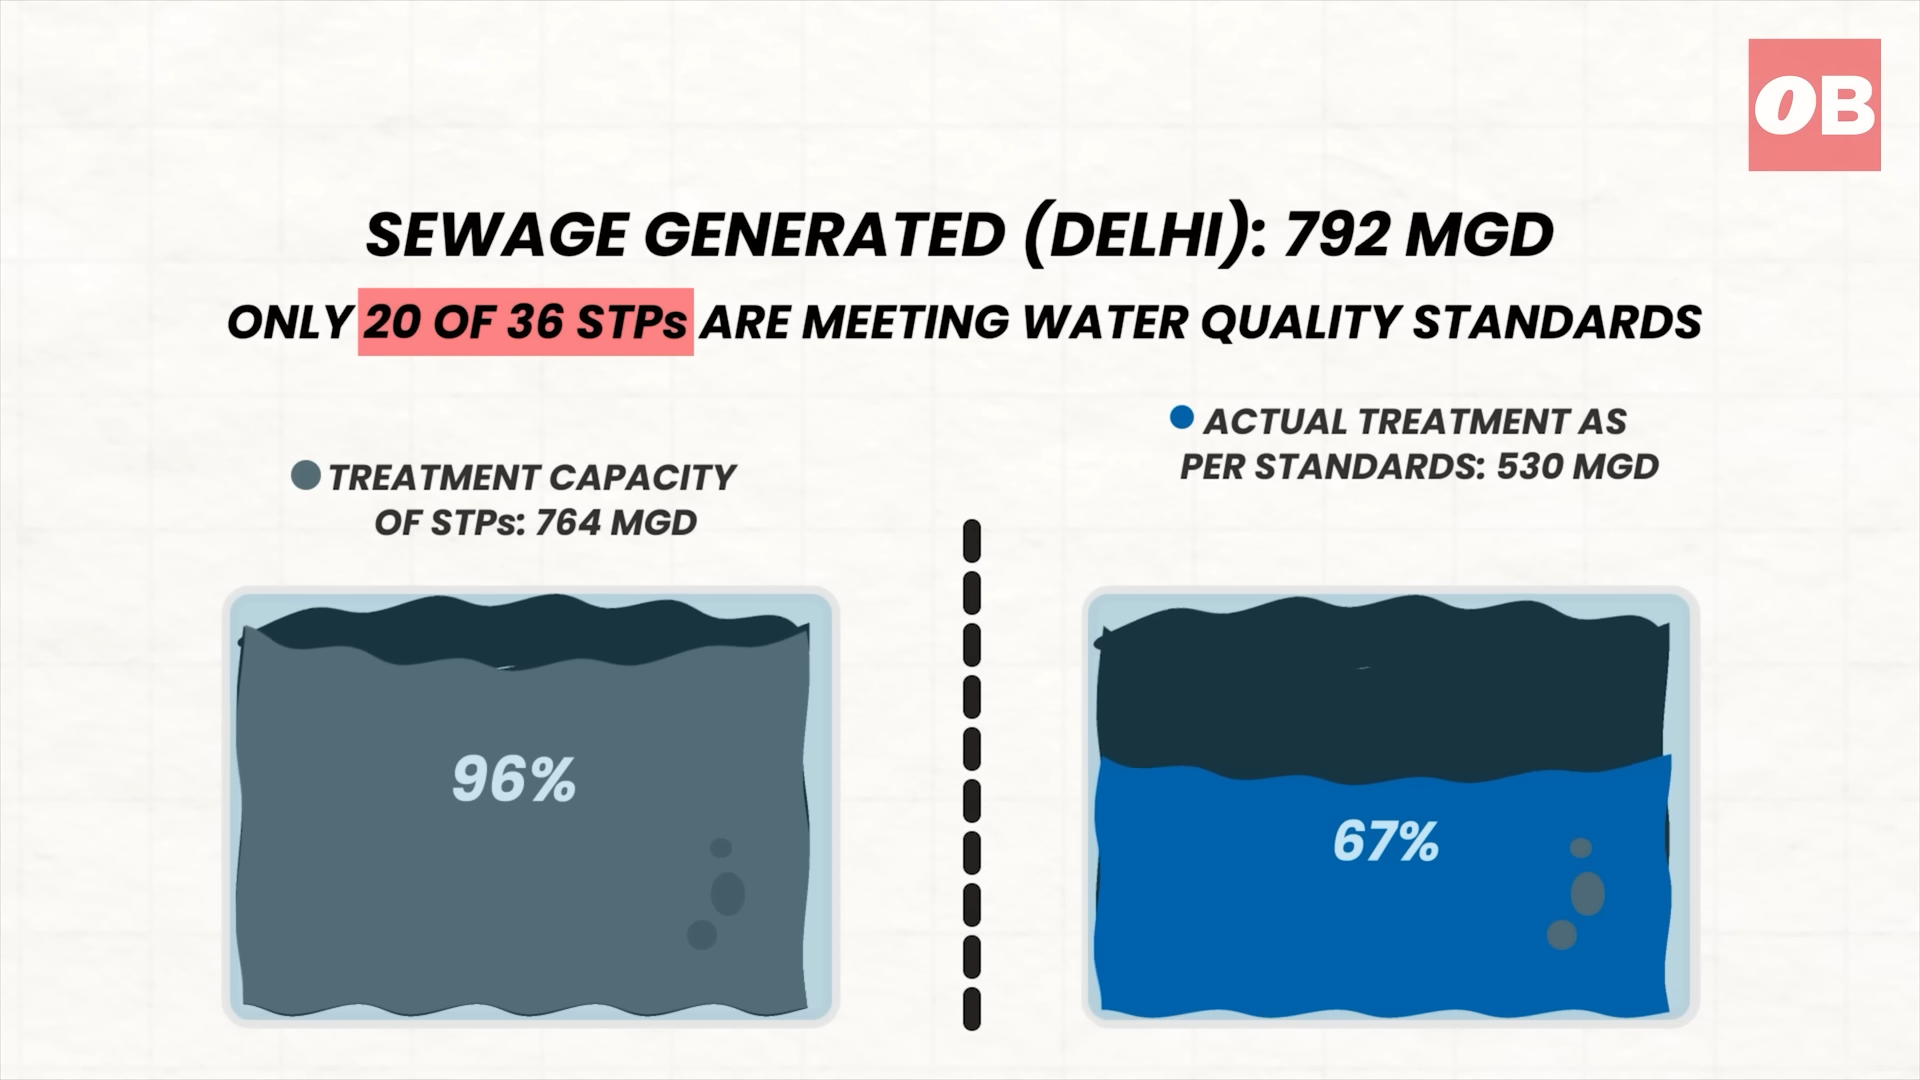 OB
SEWAGE GENERATED (DELHI): 792 MGD
ONLY 20 OF 36 STPs ARE MEETING WATER QUALITY STANDARDS
TREATMENT CAPACITY
OF STPs: 764 MGD
ACTUAL TREATMENT AS
PER STANDARDS: 530 MGD
96%
67%